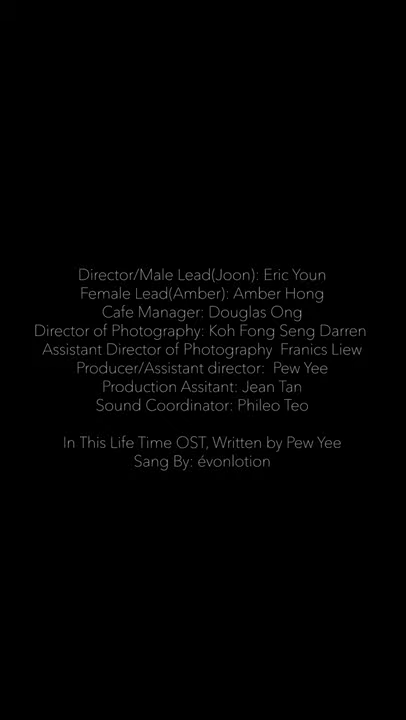 Director/Male Lead(Joon): Eric Youn
Female Lead(Amber): Amber Hong
Cafe Manager: Douglas Ong
Director of Photography: Koh Fong Seng Darren
Assistant Director of Photography  Franics Liew
Producer/Assistant director:  Pew Yee
Production Assitant: Jean Tan
Sound Coordinator: Phileo Teo
In This Life Time OST, Written by Pew Yee
Sang By: évonlotion